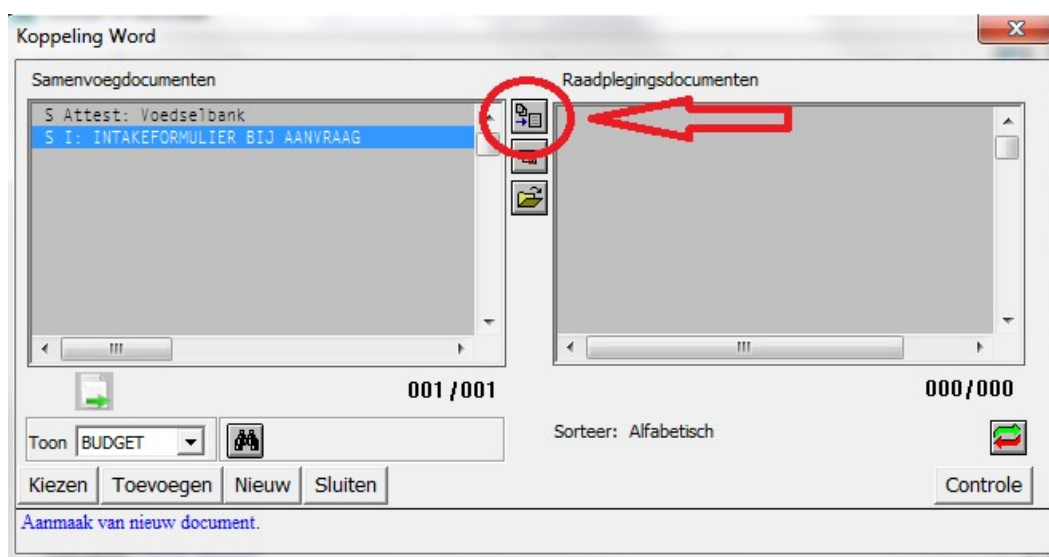 Koppeling Word
Samenvoegdocumenten
Raadplegingsdocumenten
S Attest: Voedselbank
S I: INTAKEFORMULIER BIJ AANVRAAG
001/001
000/000
Toon BUDGET
Sorteer: Alfabetisch
Kiezen Toevoegen Nieuw Sluiten Controle
Aanmaak van nieuw document.